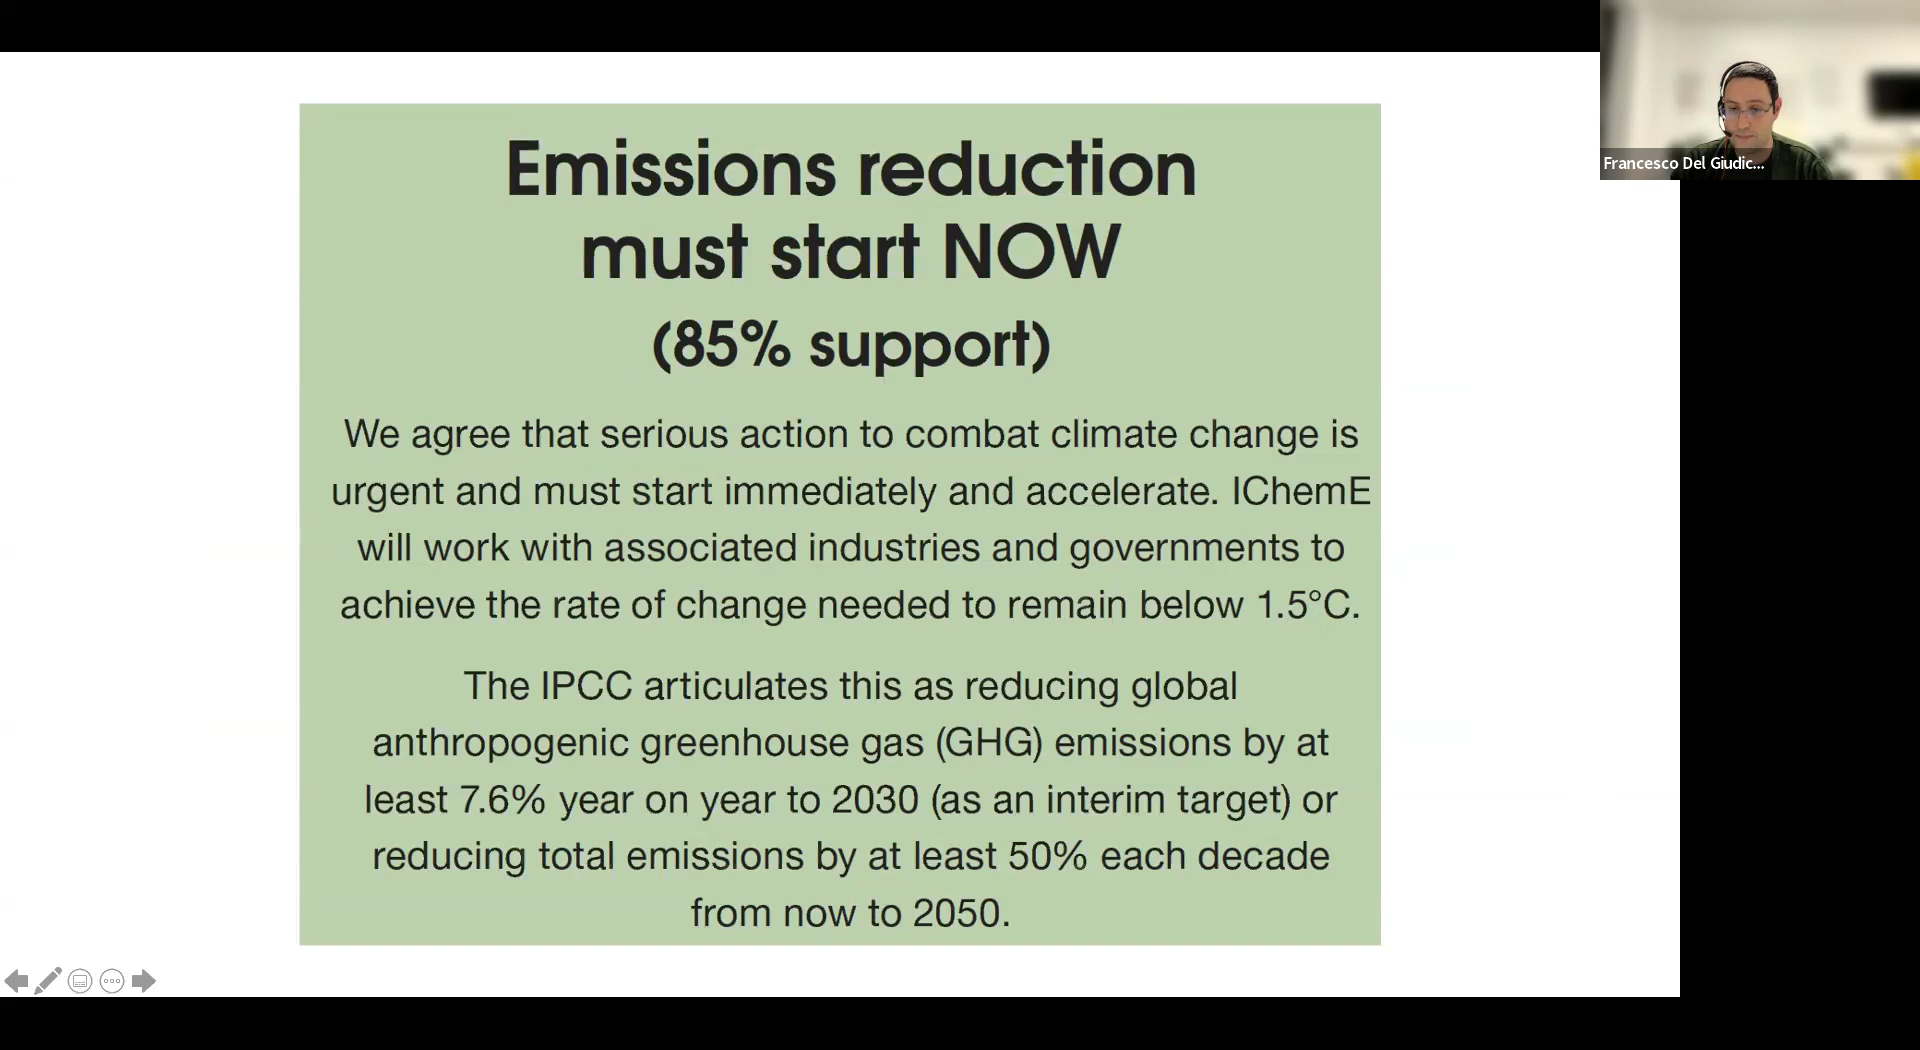 Emissions reduction
must start NOW
(85% support)
We agree that serious action to combat climate change is
urgent and must start immediately and accelerate. IChemE
will work with associated industries and governments to
achieve the rate of change needed to remain below 1.5°C.
The IPCC articulates this as reducing global
anthropogenic greenhouse gas (GHG) emissions by at
least 7.6% year on year to 2030 (as an interim target) or
reducing total emissions by at least 50% each decade
from now to 2050.
Francesco Del Giudic...